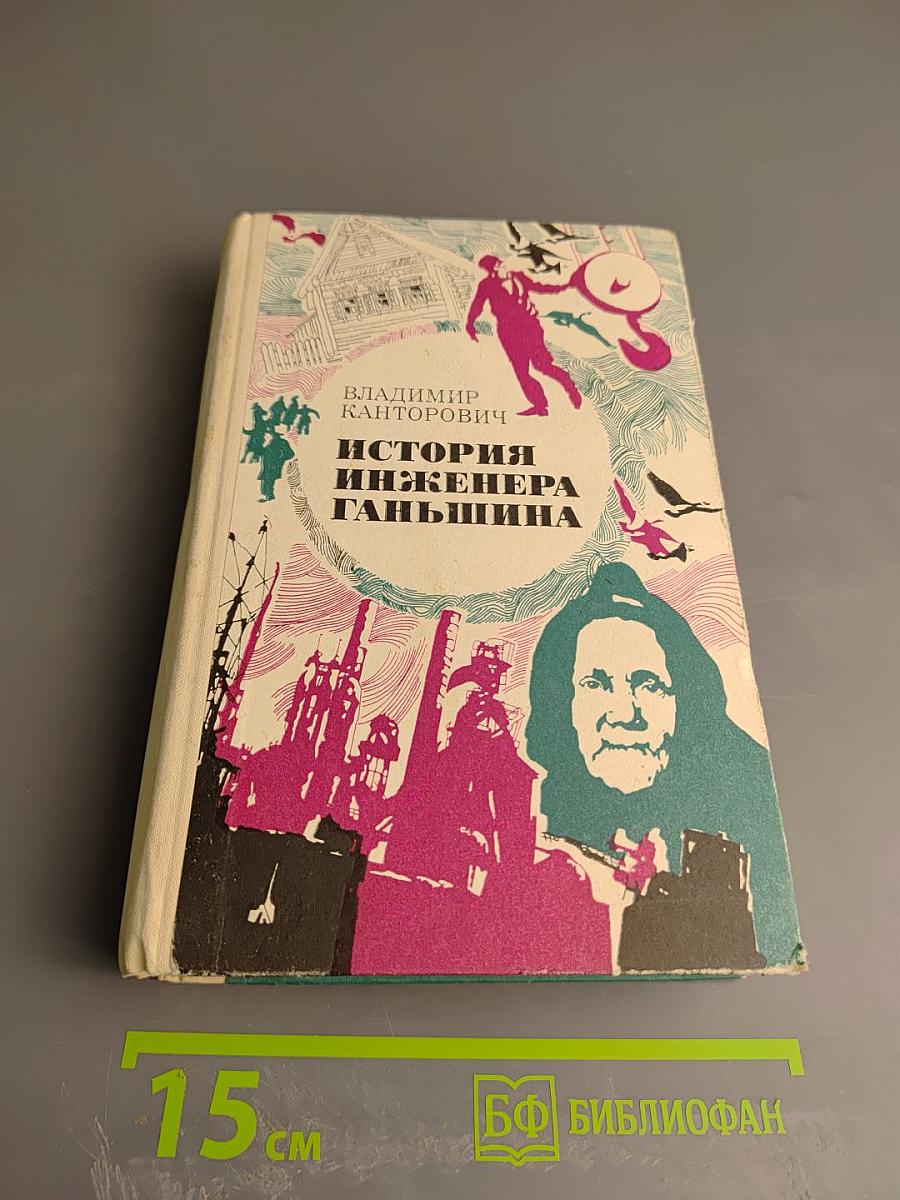 ВЛАДИМИР
КАНТОРОВИЧ
ИСТОРИЯ
ИНЖЕНЕРА
ГАНЬШИНА
15 см
БФ БИБЛИОФАН